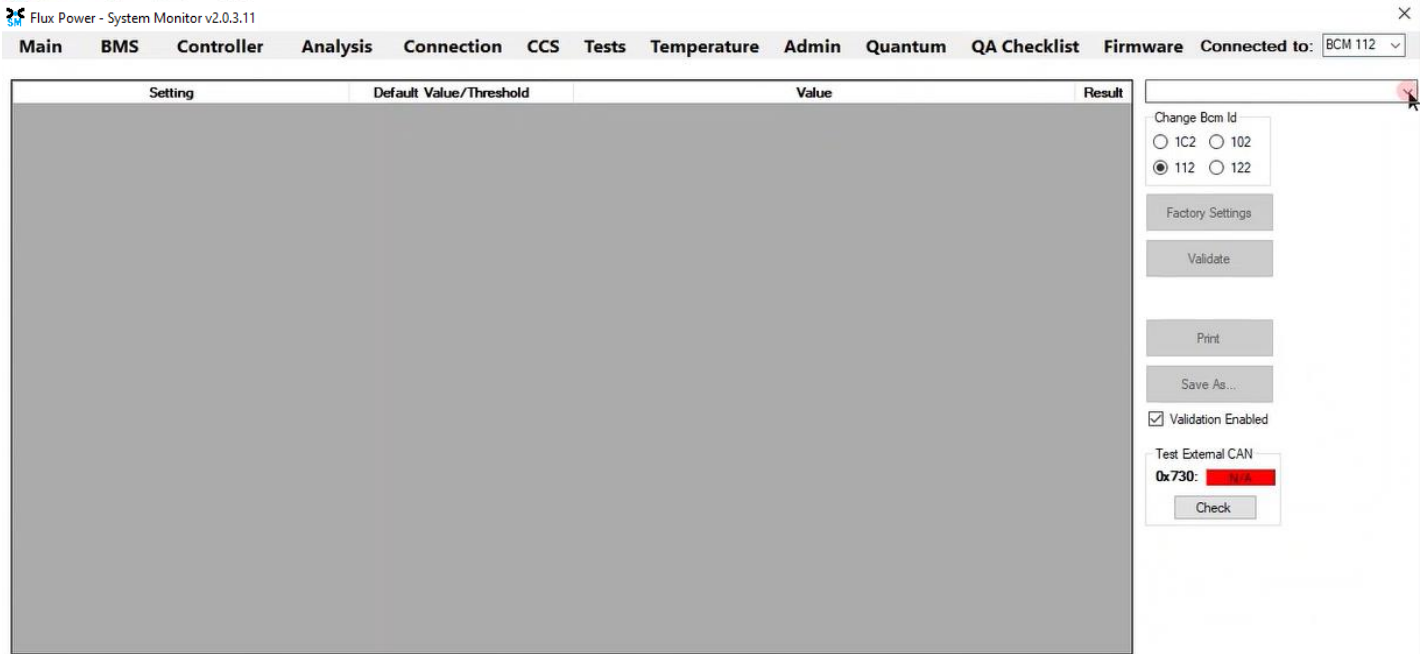 SM Flux Power - System Monitor v2.0.3.11
Main BMS Controller Analysis Connection CCS Tests Temperature Admin Quantum QA Checklist Firmware Connected to: BCM 112
Setting Default Value/Threshold Value Result
Change Bcm Id
1C2 102
112 122
Factory Settings
Validate
Print
Save As...
Validation Enabled
Test External CAN
0x730: N/A
Check